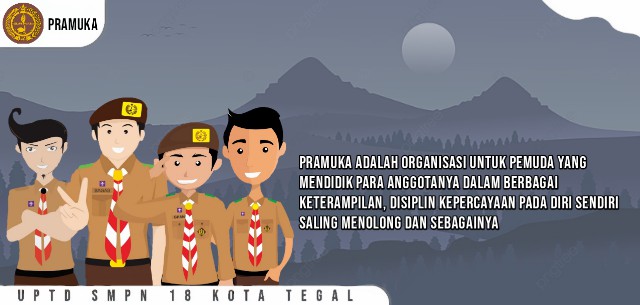 PRAMUKA
PRAMUKA ADALAH ORGANISASI UNTUK PEMUDA YANG
MENDIDIK PARA ANGGOTANYA DALAM BERBAGAI
KETERAMPILAN, DISIPLIN KEPERCAYAAN PADA DIRI SENDIRI
SALING MENOLONG DAN SEBAGAINYA
UPTD SMPN 18 KOTA TEGAL